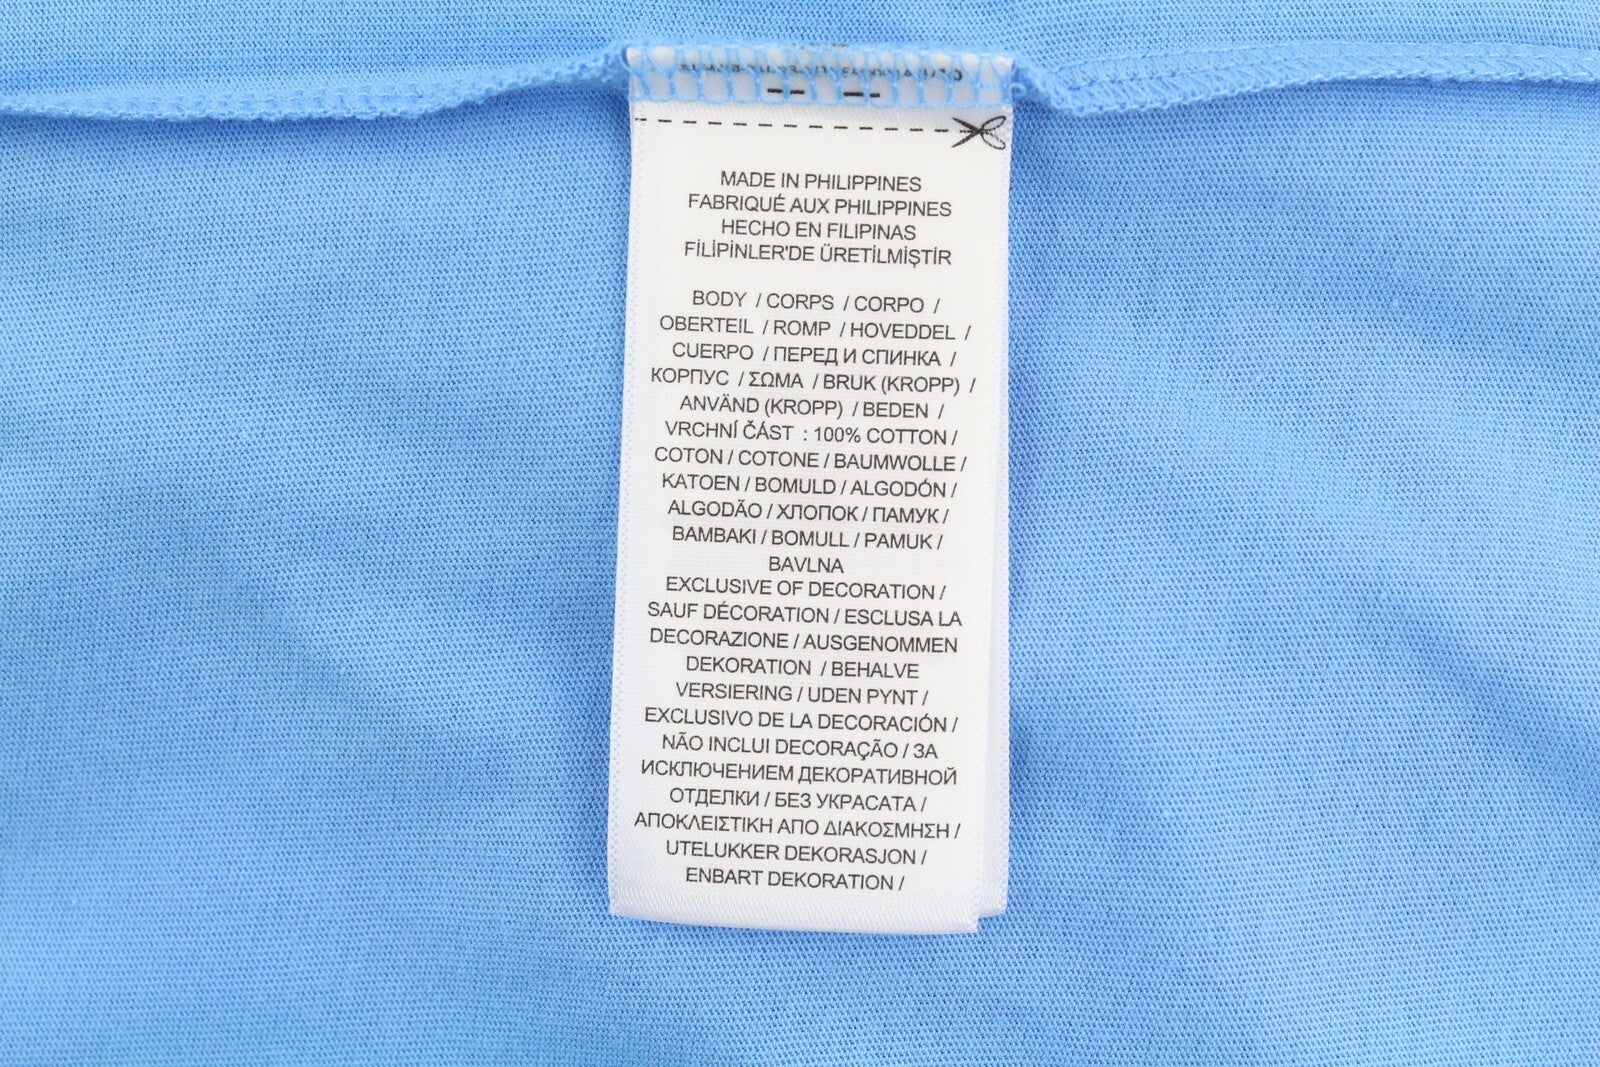 MADE IN PHILIPPINES
FABRIQUÉ AUX PHILIPPINES
HECHO EN FILIPINAS
FİLİPİNLER'DE ÜRETİLMİŞTİR
BODY / CORPS / CORPO /
OBERTEIL / ROMP / HOVEDDEL /
CUERPO / ПЕРЕД И СПИНКА /
КОРПУС / ΣΩΜΑ / BRUK (KROPP) /
ANVÄND (KROPP) / BEDEN /
VRCHNÍ ČÁST : 100% COTTON /
COTON / COTONE / BAUMWOLLE /
KATOEN / BOMULD / ALGODÓN /
ALGODÃO / ХЛОПОК / ПАМУК /
BAMBAKI / BOMULL / PAMUK /
BAVLNA
EXCLUSIVE OF DECORATION /
SAUF DÉCORATION / ESCLUSA LA
DECORAZIONE / AUSGENOMMEN
DEKORATION / BEHALVE
VERSIERING / UDEN PYNT /
EXCLUSIVO DE LA DECORACIÓN /
NÃO INCLUI DECORAÇÃO / ЗА
ИСКЛЮЧЕНИЕМ ДЕКОРАТИВНОЙ
ОТДЕЛКИ / БЕЗ УКРАСАТА /
ΑΠΟΚΛΕΙΣΤΙΚΗ ΑΠΟ ΔΙΑΚΟΣΜΗΣΗ /
UTELUKKER DEKORASJON /
ENBART DEKORATION /